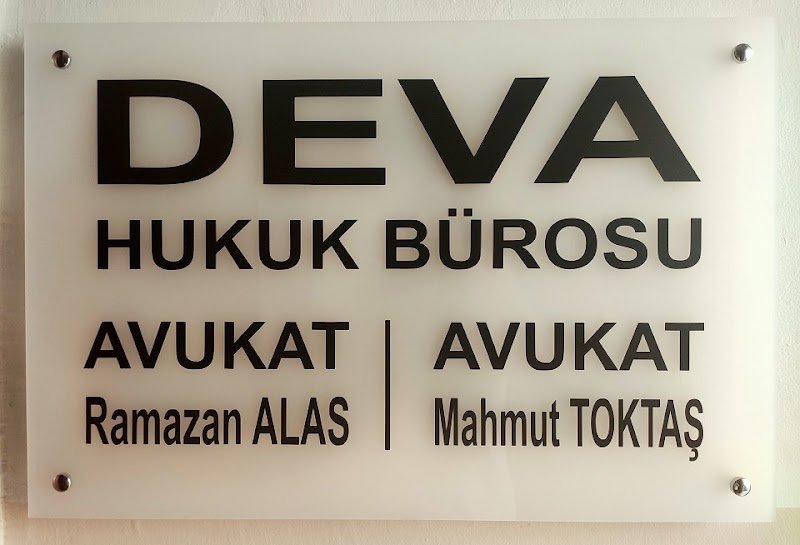 DEVA
HUKUK BÜROSU
AVUKAT
Ramazan ALAS
AVUKAT
Mahmut TOKTAŞ